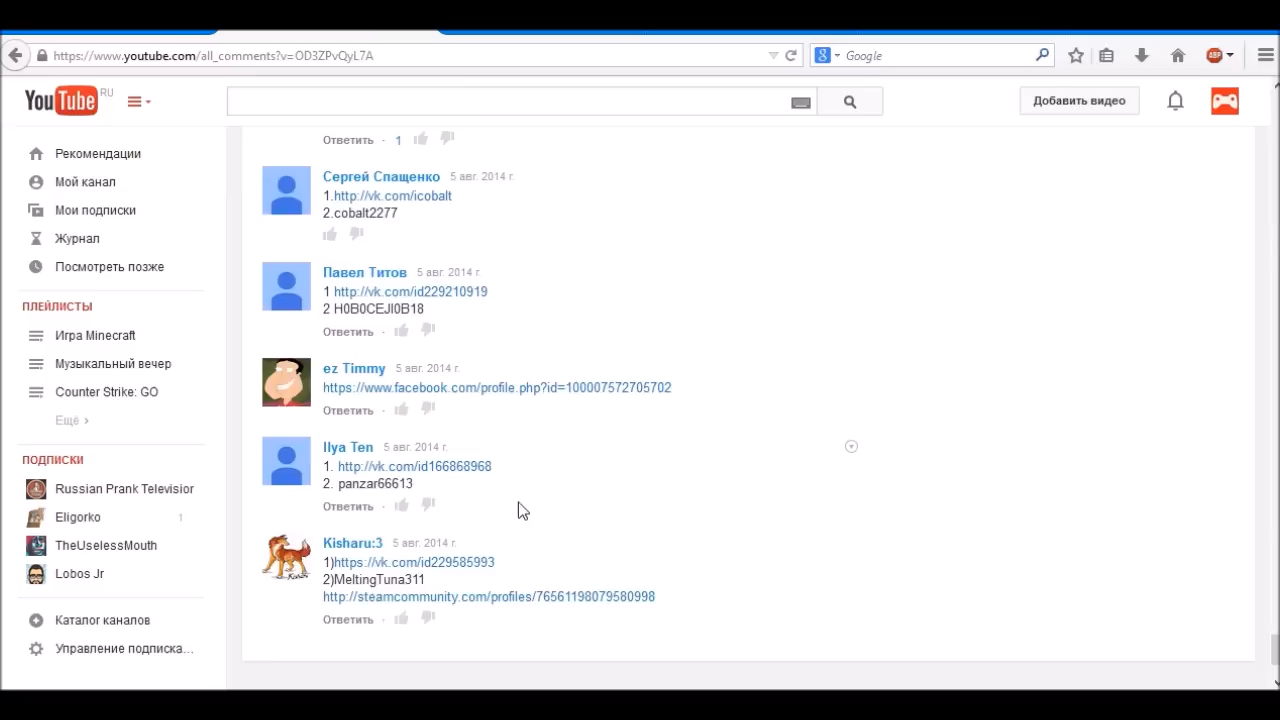 https://www.youtube.com/all_comments?v=OD3ZPvQyL7A
Google
ABP
YouTube RU
Добавить видео
Рекомендации
Мой канал
Мои подписки
Журнал
Посмотреть позже
ПЛЕЙЛИСТЫ
Игра Minecraft
Музыкальный вечер
Counter Strike: GO
Ещё ›
ПОДПИСКИ
Russian Prank Televisior
Eligorko 1
TheUselessMouth
Lobos Jr
Каталог каналов
Управление подписка...
Ответить · 1
Сергей Спащенко 5 авг. 2014 г.
1.http://vk.com/icobalt
2.cobalt2277
Павел Титов 5 авг. 2014 г.
1 http://vk.com/id229210919
2 H0B0CEJI0B18
Ответить ·
ez Timmy 5 авг. 2014 г.
https://www.facebook.com/profile.php?id=100007572705702
Ответить ·
Ilya Ten 5 авг. 2014 г.
1. http://vk.com/id166868968
2. panzar66613
Ответить ·
Kisharu:3 5 авг. 2014 г.
1)https://vk.com/id229585993
2)MeltingTuna311
http://steamcommunity.com/profiles/76561198079580998
Ответить ·